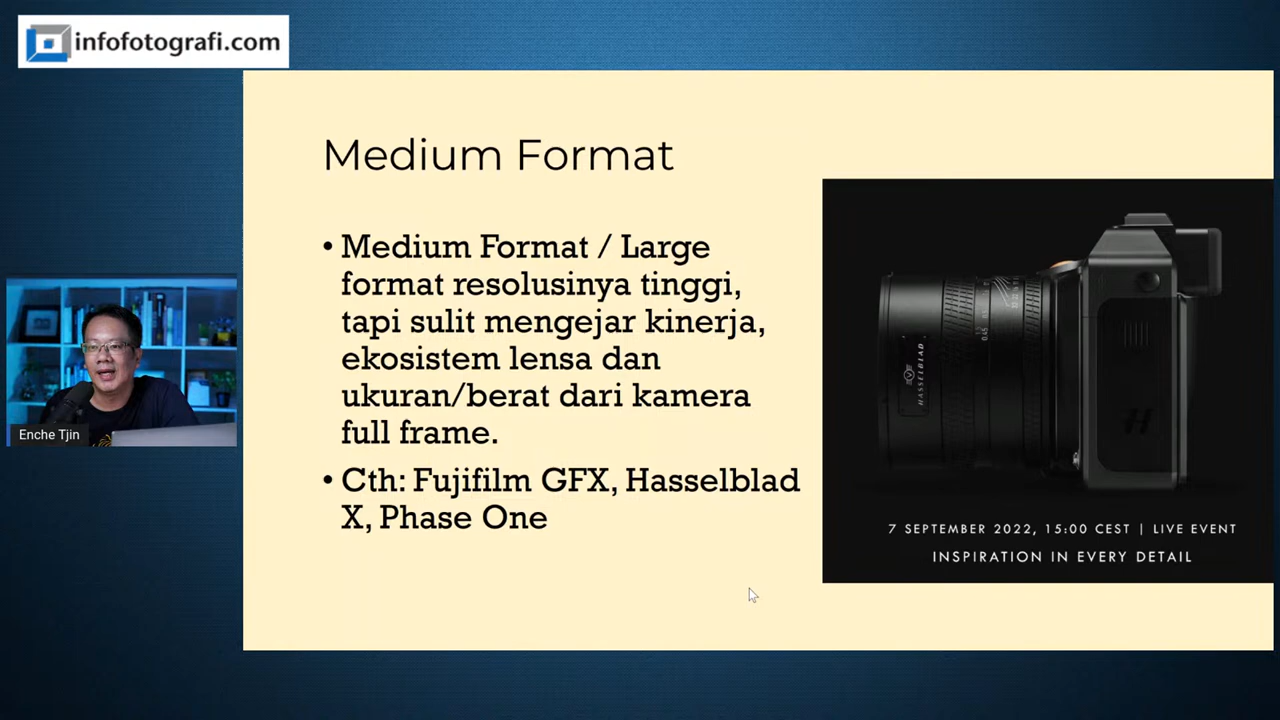 infofotografi.com
Medium Format
• Medium Format / Large
format resolusinya tinggi,
tapi sulit mengejar kinerja,
ekosistem lensa dan
ukuran/berat dari kamera
full frame.
• Cth: Fujifilm GFX, Hasselblad
X, Phase One
HASSELBLAD
7 SEPTEMBER 2022, 15:00 CEST | LIVE EVENT
INSPIRATION IN EVERY DETAIL
Enche Tjin